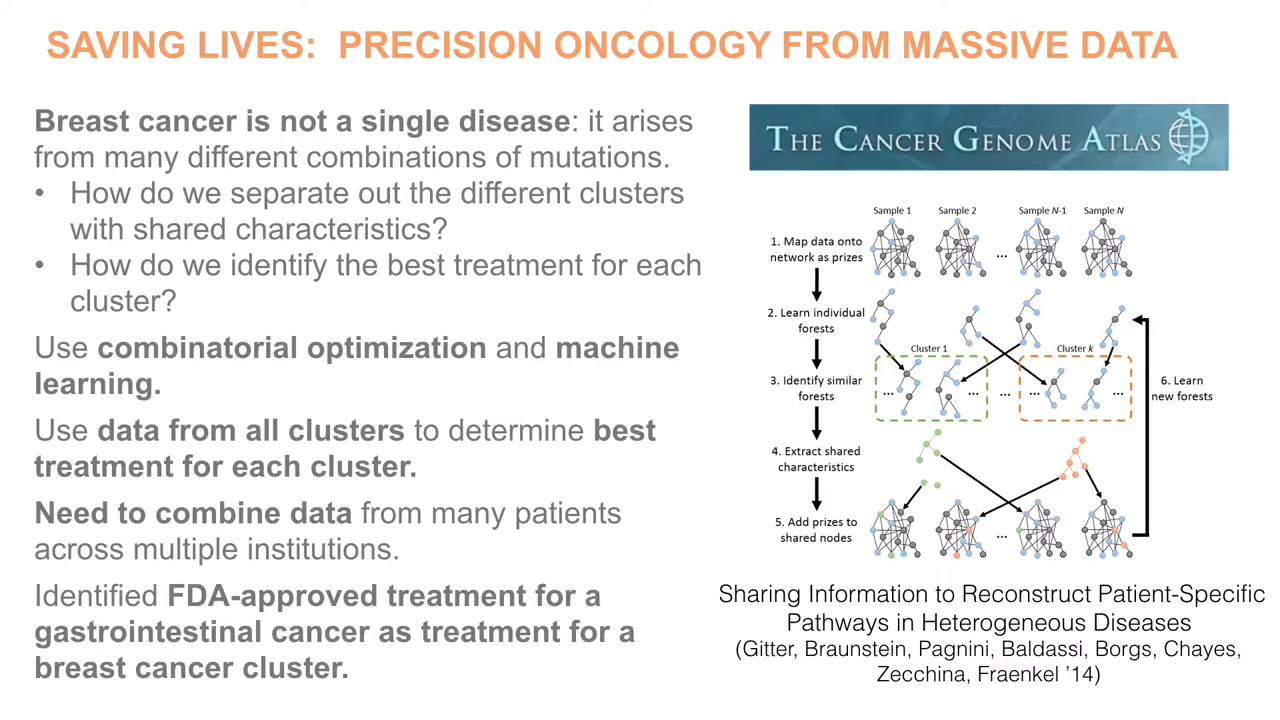 SAVING LIVES: PRECISION ONCOLOGY FROM MASSIVE DATA
Breast cancer is not a single disease: it arises
from many different combinations of mutations.
• How do we separate out the different clusters
with shared characteristics?
• How do we identify the best treatment for each
cluster?
Use combinatorial optimization and machine
learning.
Use data from all clusters to determine best
treatment for each cluster.
Need to combine data from many patients
across multiple institutions.
Identified FDA-approved treatment for a
gastrointestinal cancer as treatment for a
breast cancer cluster.
THE CANCER GENOME ATLAS
Sample 1 Sample 2 Sample N-1 Sample N
1. Map data onto
network as prizes
...
2. Learn individual
forests
Cluster 1 Cluster k
3. Identify similar
forests
... ... ... ... ...
6. Learn
new forests
4. Extract shared
characteristics
5. Add prizes to
shared nodes
...
Sharing Information to Reconstruct Patient-Specific
Pathways in Heterogeneous Diseases
(Gitter, Braunstein, Pagnini, Baldassi, Borgs, Chayes,
Zecchina, Fraenkel ’14)